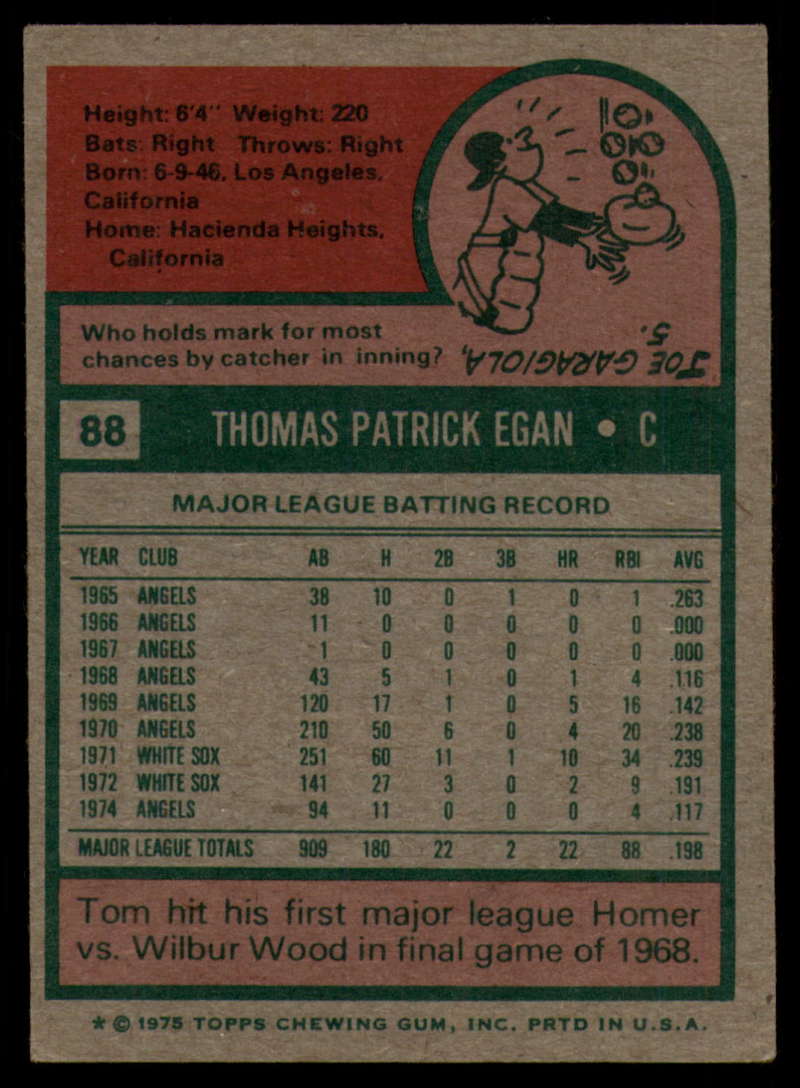 Height: 6'4" Weight: 220
Bats: Right Throws: Right
Born: 6-9-46, Los Angeles,
California
Home: Hacienda Heights,
California
Who holds mark for most
chances by catcher in inning?
JOE GARAGIOLA,
5.
88 THOMAS PATRICK EGAN • C
MAJOR LEAGUE BATTING RECORD
YEAR CLUB AB H 2B 3B HR RBI AVG
1965 ANGELS 38 10 0 1 0 1 .263
1966 ANGELS 11 0 0 0 0 0 .000
1967 ANGELS 1 0 0 0 0 0 .000
1968 ANGELS 43 5 1 0 1 4 .116
1969 ANGELS 120 17 1 0 5 16 .142
1970 ANGELS 210 50 6 0 4 20 .238
1971 WHITE SOX 251 60 11 1 10 34 .239
1972 WHITE SOX 141 27 3 0 2 9 .191
1974 ANGELS 94 11 0 0 0 4 .117
MAJOR LEAGUE TOTALS 909 180 22 2 22 88 .198
Tom hit his first major league Homer
vs. Wilbur Wood in final game of 1968.
* © 1975 TOPPS CHEWING GUM, INC. PRTD IN U.S.A.